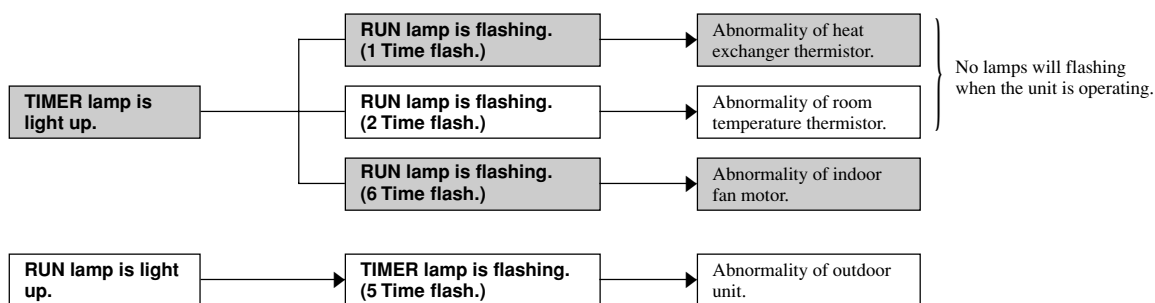 RUN lamp is flashing.
(1 Time flash.)
Abnormality of heat
exchanger thermistor.
No lamps will flashing
when the unit is operating.
TIMER lamp is
light up.
RUN lamp is flashing.
(2 Time flash.)
Abnormality of room
temperature thermistor.
RUN lamp is flashing.
(6 Time flash.)
Abnormality of indoor
fan motor.
RUN lamp is light
up.
TIMER lamp is flashing.
(5 Time flash.)
Abnormality of outdoor
unit.